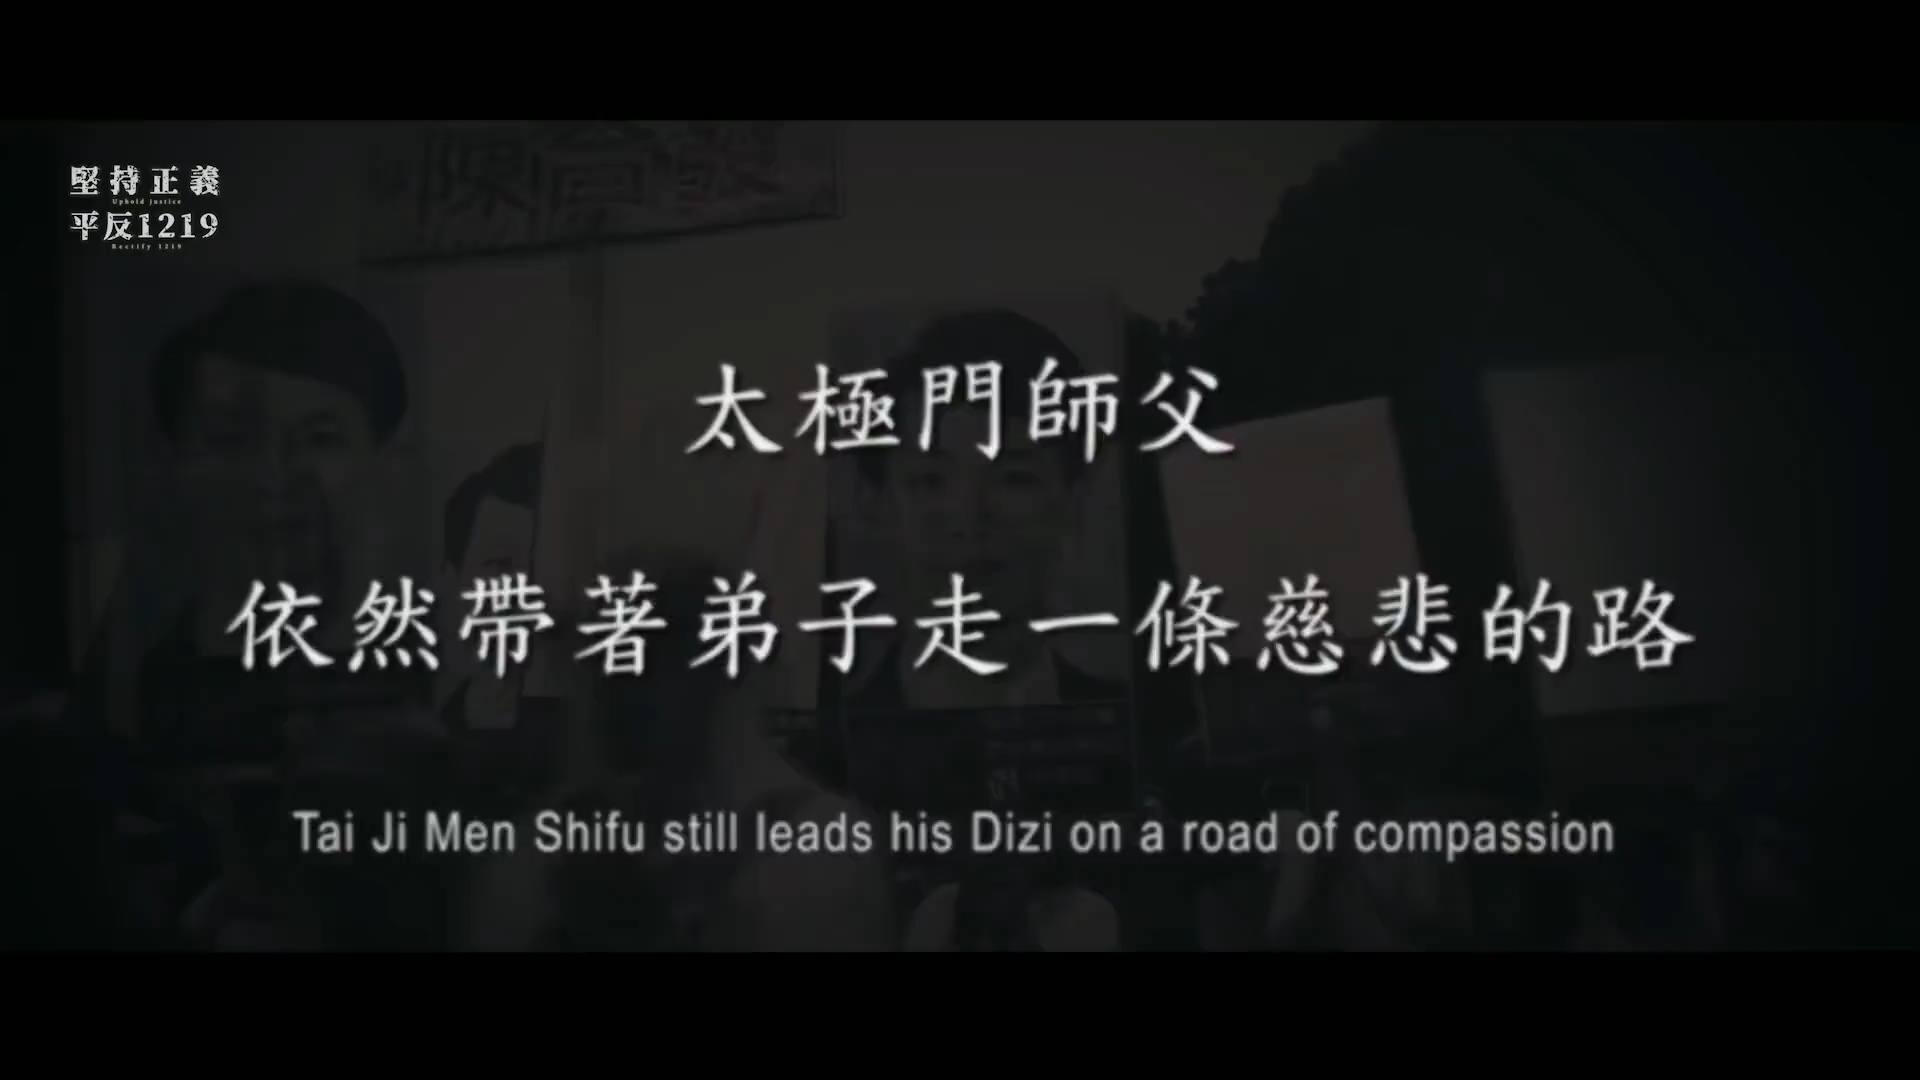 堅持正義
Uphold Justice
平反1219
Rectify 1219
太極門師父
依然帶著弟子走一條慈悲的路
Tai Ji Men Shifu still leads his Dizi on a road of compassion